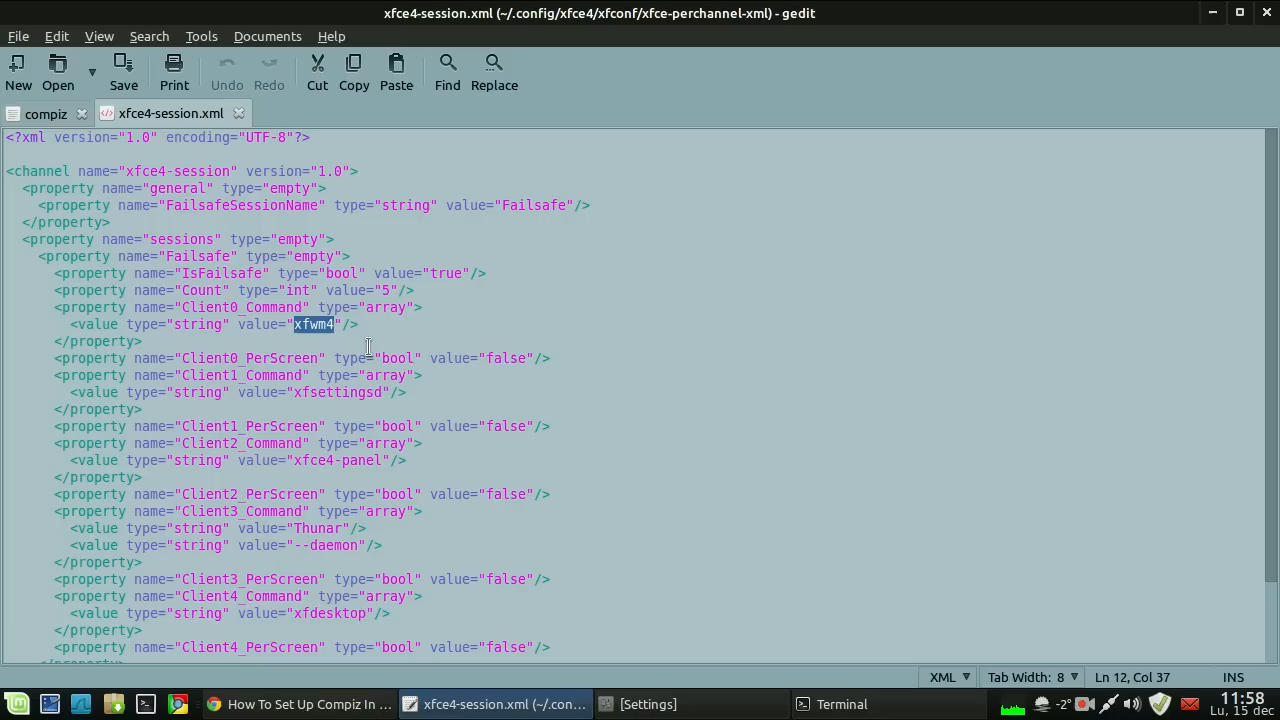 xfce4-session.xml (~/.config/xfce4/xfconf/xfce-perchannel-xml) - gedit
File Edit View Search Tools Documents Help
New Open Save Print Undo Redo Cut Copy Paste Find Replace
compiz xfce4-session.xml
<?xml version="1.0" encoding="UTF-8"?>
<channel name="xfce4-session" version="1.0">
<property name="general" type="empty">
<property name="FailsafeSessionName" type="string" value="Failsafe"/>
</property>
<property name="sessions" type="empty">
<property name="Failsafe" type="empty">
<property name="IsFailsafe" type="bool" value="true"/>
<property name="Count" type="int" value="5"/>
<property name="Client0_Command" type="array">
<value type="string" value="xfwm4"/>
</property>
<property name="Client0_PerScreen" type="bool" value="false"/>
<property name="Client1_Command" type="array">
<value type="string" value="xfsettingsd"/>
</property>
<property name="Client1_PerScreen" type="bool" value="false"/>
<property name="Client2_Command" type="array">
<value type="string" value="xfce4-panel"/>
</property>
<property name="Client2_PerScreen" type="bool" value="false"/>
<property name="Client3_Command" type="array">
<value type="string" value="Thunar"/>
<value type="string" value="--daemon"/>
</property>
<property name="Client3_PerScreen" type="bool" value="false"/>
<property name="Client4_Command" type="array">
<value type="string" value="xfdesktop"/>
</property>
<property name="Client4_PerScreen" type="bool" value="false"/>
</property>
XML Tab Width: 8 Ln 12, Col 37 INS
How To Set Up Compiz In ... xfce4-session.xml (~/.con... [Settings] Terminal -2° 11:58
Lu, 15 dec